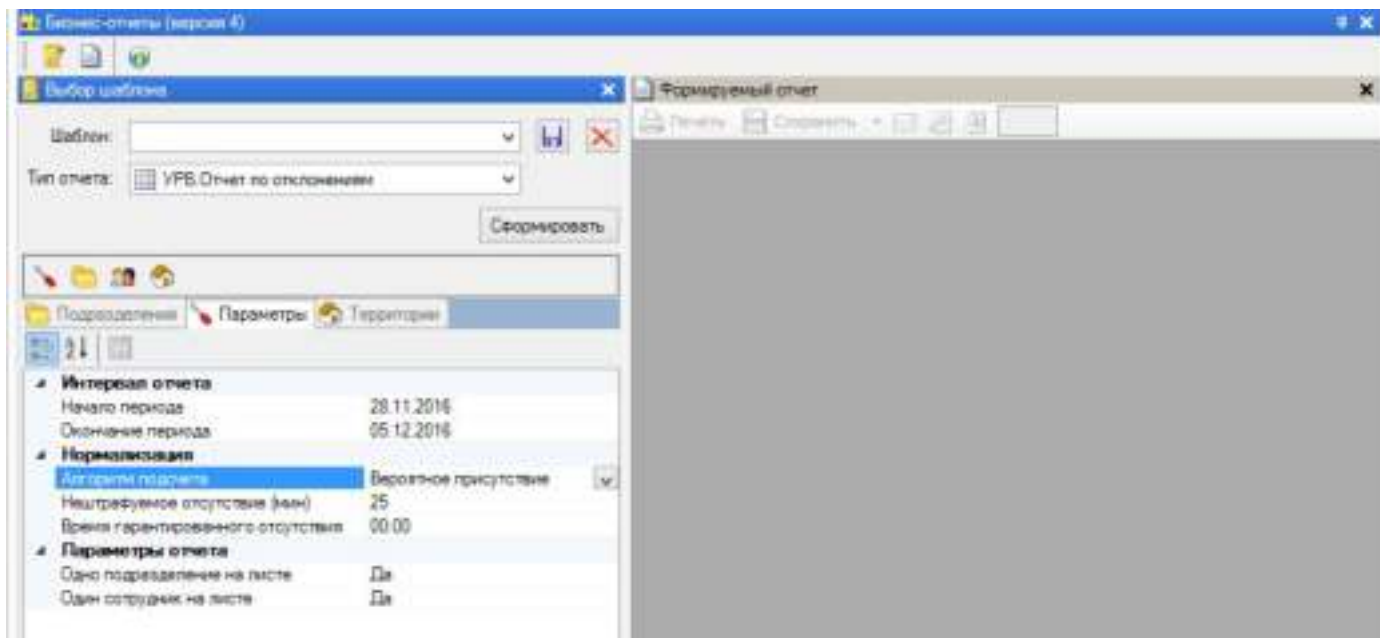 Бизнес-отчеты (версия 4)
Выбор шаблона
Шаблон:
Тип отчета: УРВ.Отчет по отклонениям
Сформировать
Подразделения Параметры Территории
Интервал отчета
Начало периода 28.11.2016
Окончание периода 05.12.2016
Нормализация
Алгоритм подсчета Вероятное присутствие
Нештрафуемое отсутствие (мин) 25
Время гарантированного отсутствия 00:00
Параметры отчета
Одно подразделение на листе Да
Один сотрудник на листе Да
Формируемый отчет
Печать Сохранить